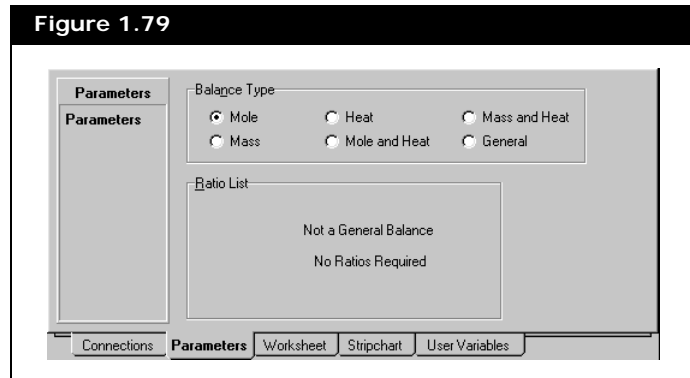 Figure 1.79
Parameters
Parameters
Balance Type
Mole
Heat
Mass and Heat
Mass
Mole and Heat
General
Ratio List
Not a General Balance
No Ratios Required
Connections
Parameters
Worksheet
Stripchart
User Variables